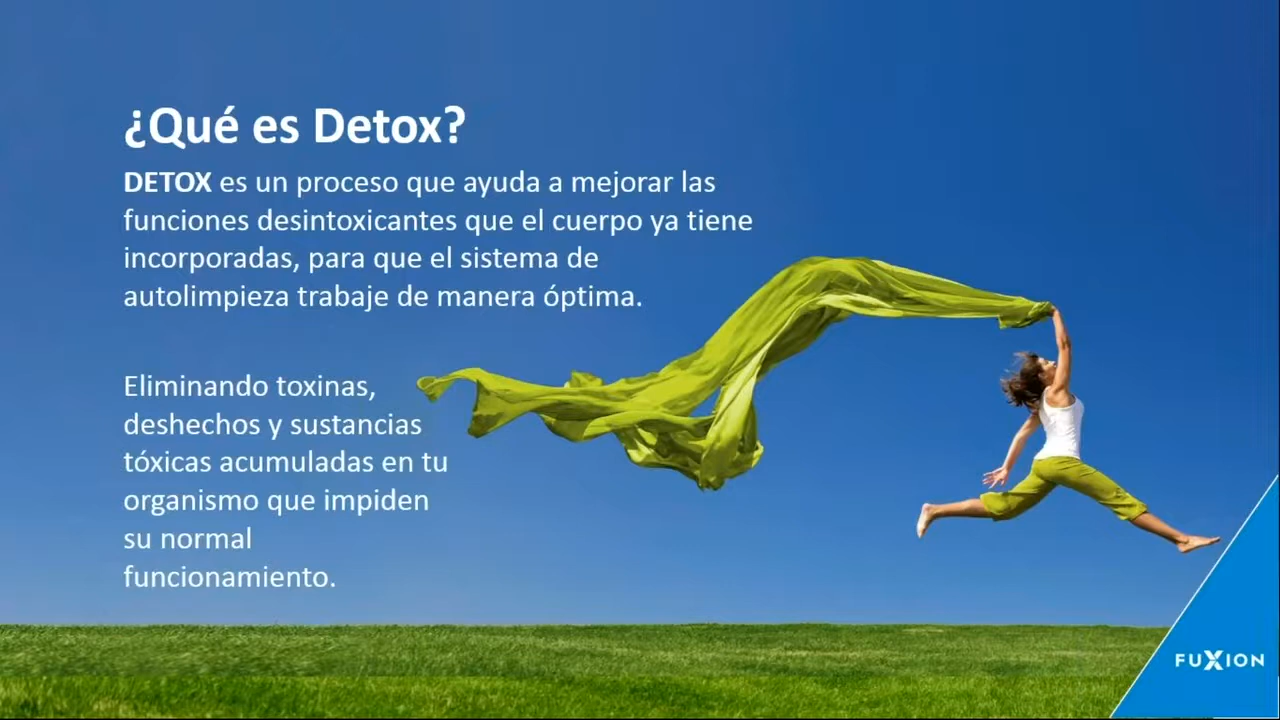 ¿Qué es Detox?
DETOX es un proceso que ayuda a mejorar las
funciones desintoxicantes que el cuerpo ya tiene
incorporadas, para que el sistema de
autolimpieza trabaje de manera óptima.
Eliminando toxinas,
deshechos y sustancias
tóxicas acumuladas en tu
organismo que impiden
su normal
funcionamiento.
FUXION